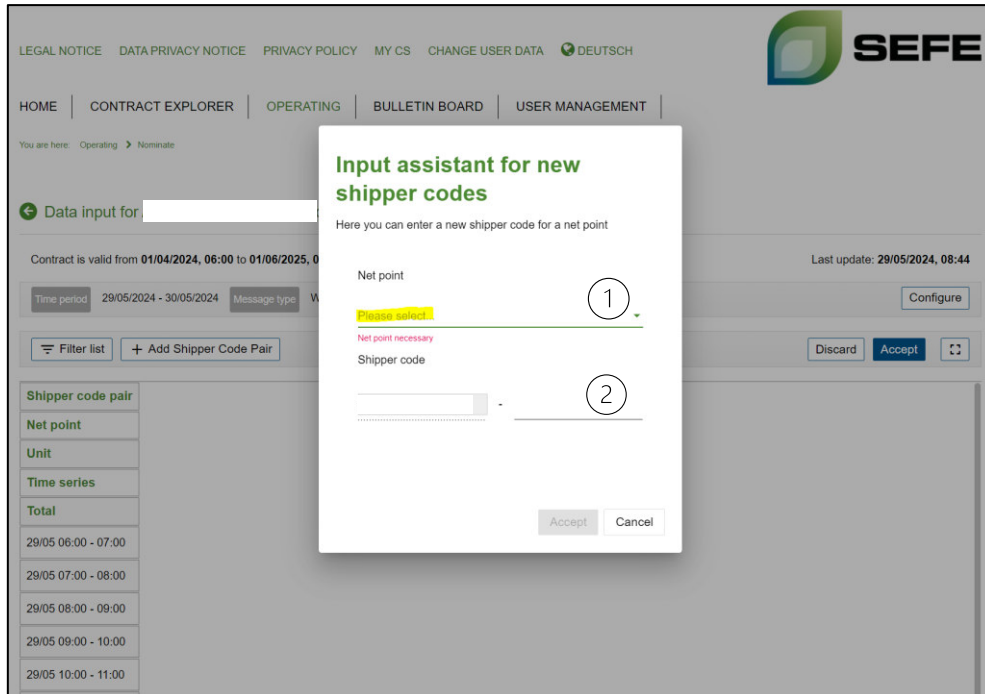 LEGAL NOTICE DATA PRIVACY NOTICE PRIVACY POLICY MY CS CHANGE USER DATA DEUTSCH
SEFE
HOME CONTRACT EXPLORER OPERATING BULLETIN BOARD USER MANAGEMENT
You are here: Operating > Nominate
Input assistant for new
shipper codes
Here you can enter a new shipper code for a net point
Data input for
Contract is valid from 01/04/2024, 06:00 to 01/06/2025, 0
Last update: 29/05/2024, 08:44
Net point
Time period 29/05/2024 - 30/05/2024 Message type W
Configure
Please select
1
Net point necessary
Filter list + Add Shipper Code Pair
Discard Accept
Shipper code
-
2
Shipper code pair
Net point
Unit
Time series
Total
Accept Cancel
29/05 06:00 - 07:00
29/05 07:00 - 08:00
29/05 08:00 - 09:00
29/05 09:00 - 10:00
29/05 10:00 - 11:00